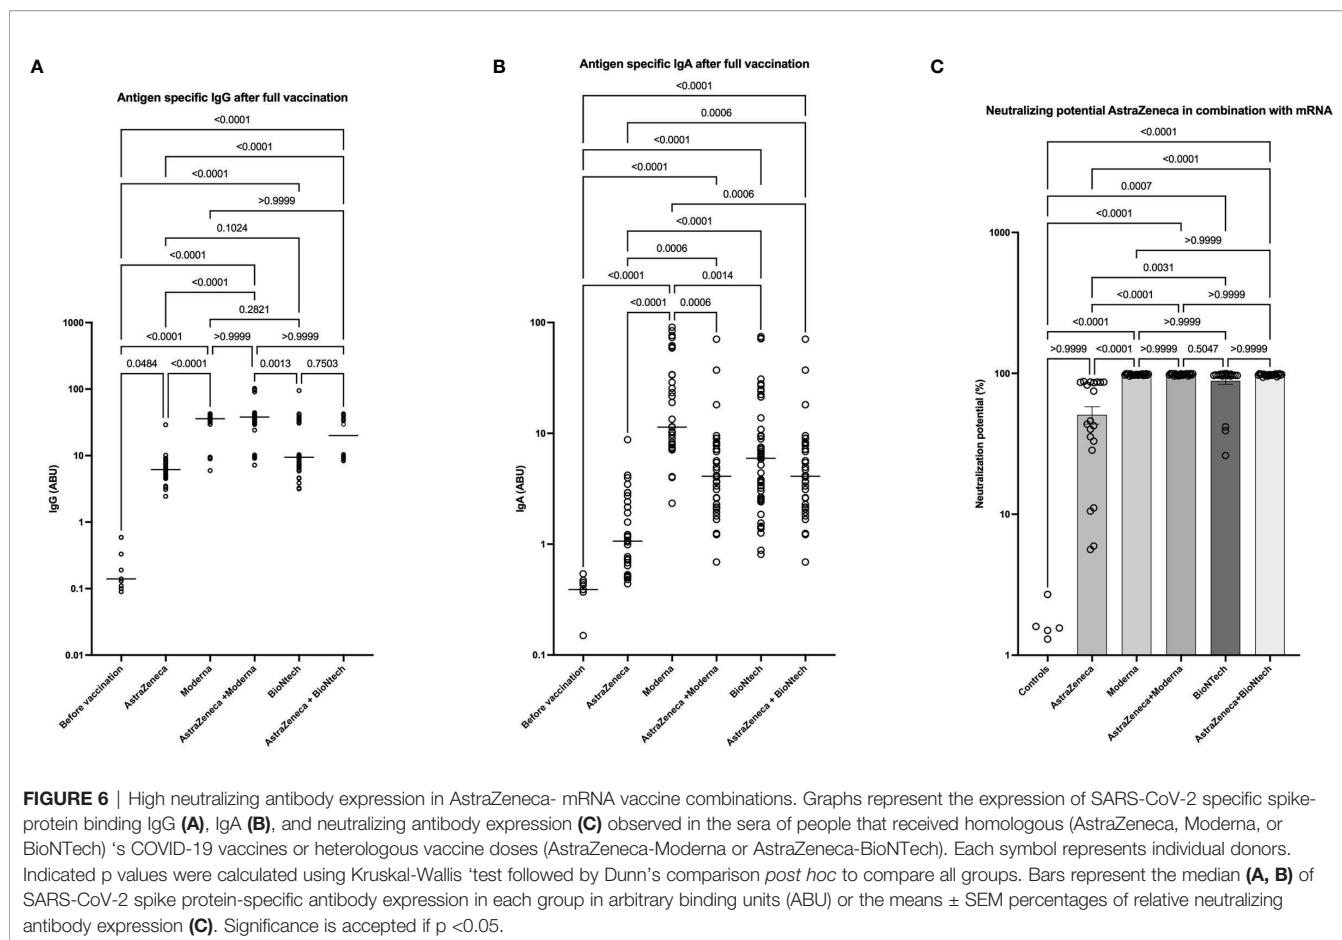 A
Antigen specific IgG after full vaccination
<0.0001
<0.0001
<0.0001
>0.9999
0.1024
<0.0001
<0.0001
0.2821
<0.0001
>0.9999
>0.9999
0.0484
<0.0001
0.0013
0.7503
1000
100
10
1
0.1
0.01
IgG (ABU)
Before vaccination
AstraZeneca
Moderna
AstraZeneca +Moderna
BioNtech
AstraZeneca + BioNtech
B
Antigen specific IgA after full vaccination
<0.0001
0.0006
<0.0001
<0.0001
0.0006
<0.0001
0.0006
<0.0001
0.0014
<0.0001
0.0006
100
10
1
0.1
IgA (ABU)
Before vaccination
AstraZeneca
Moderna
AstraZeneca +Moderna
BioNTech
AstraZeneca + BioNTech
C
Neutralizing potential AstraZeneca in combination with mRNA
<0.0001
<0.0001
0.0007
<0.0001
>0.9999
0.0031
<0.0001
>0.9999
<0.0001
>0.9999
>0.9999
<0.0001
>0.9999
0.5047
>0.9999
1000
100
10
1
Neutralization potential (%)
Controls
AstraZeneca
Moderna
AstraZeneca+Moderna
BioNTech
AstraZeneca+BioNtech
FIGURE 6 | High neutralizing antibody expression in AstraZeneca- mRNA vaccine combinations. Graphs represent the expression of SARS-CoV-2 specific spike-
protein binding IgG (A), IgA (B), and neutralizing antibody expression (C) observed in the sera of people that received homologous (AstraZeneca, Moderna, or
BioNTech) ‘s COVID-19 vaccines or heterologous vaccine doses (AstraZeneca-Moderna or AstraZeneca-BioNTech). Each symbol represents individual donors.
Indicated p values were calculated using Kruskal-Wallis ‘test followed by Dunn’s comparison post hoc to compare all groups. Bars represent the median (A, B) of
SARS-CoV-2 spike protein-specific antibody expression in each group in arbitrary binding units (ABU) or the means ± SEM percentages of relative neutralizing
antibody expression (C). Significance is accepted if p <0.05.